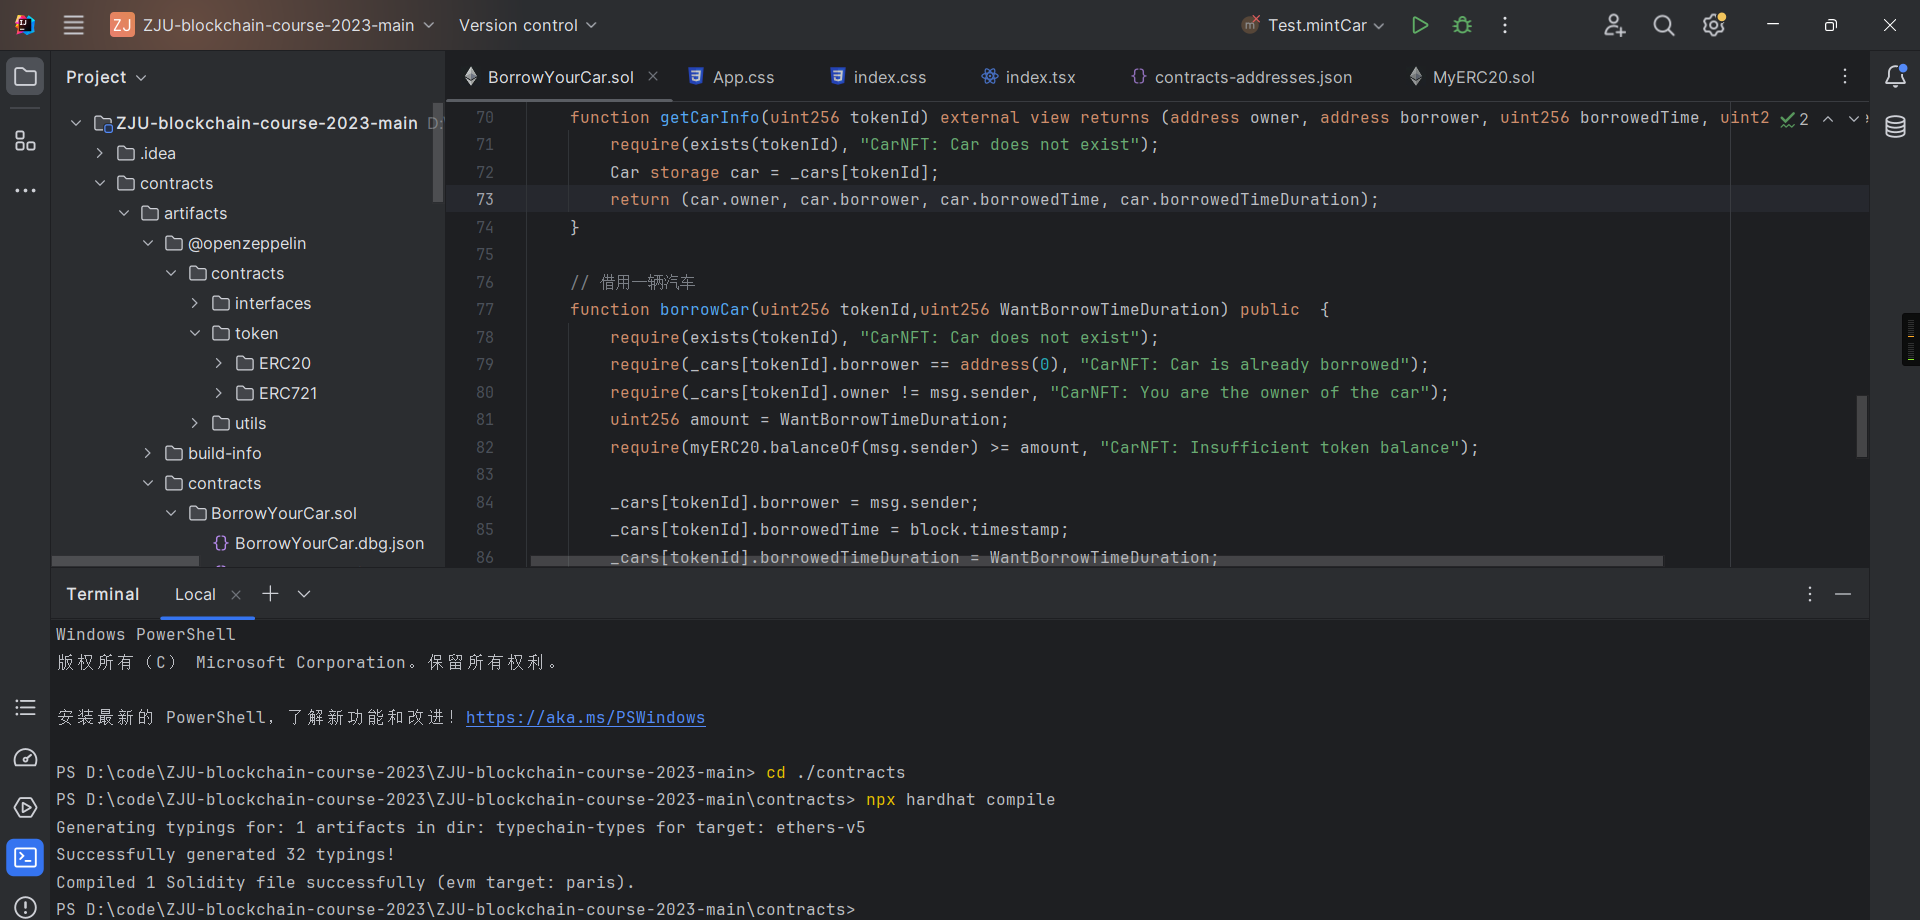 ZJ ZJU-blockchain-course-2023-main Version control Test.mintCar
Project
BorrowYourCar.sol App.css index.css index.tsx contracts-addresses.json MyERC20.sol
ZJU-blockchain-course-2023-main D:
.idea
contracts
artifacts
@openzeppelin
contracts
interfaces
token
ERC20
ERC721
utils
build-info
contracts
BorrowYourCar.sol
BorrowYourCar.dbg.json
70 function getCarInfo(uint256 tokenId) external view returns (address owner, address borrower, uint256 borrowedTime, uint2 2
71 require(exists(tokenId), "CarNFT: Car does not exist");
72 Car storage car = _cars[tokenId];
73 return (car.owner, car.borrower, car.borrowedTime, car.borrowedTimeDuration);
74 }
75
76 // 借用一辆汽车
77 function borrowCar(uint256 tokenId,uint256 WantBorrowTimeDuration) public {
78 require(exists(tokenId), "CarNFT: Car does not exist");
79 require(_cars[tokenId].borrower == address(0), "CarNFT: Car is already borrowed");
80 require(_cars[tokenId].owner != msg.sender, "CarNFT: You are the owner of the car");
81 uint256 amount = WantBorrowTimeDuration;
82 require(myERC20.balanceOf(msg.sender) >= amount, "CarNFT: Insufficient token balance");
83
84 _cars[tokenId].borrower = msg.sender;
85 _cars[tokenId].borrowedTime = block.timestamp;
86 _cars[tokenId].borrowedTimeDuration = WantBorrowTimeDuration;
Terminal Local
Windows PowerShell
版权所有（C） Microsoft Corporation。保留所有权利。
安装最新的 PowerShell，了解新功能和改进！https://aka.ms/PSWindows
PS D:\code\ZJU-blockchain-course-2023\ZJU-blockchain-course-2023-main> cd ./contracts
PS D:\code\ZJU-blockchain-course-2023\ZJU-blockchain-course-2023-main\contracts> npx hardhat compile
Generating typings for: 1 artifacts in dir: typechain-types for target: ethers-v5
Successfully generated 32 typings!
Compiled 1 Solidity file successfully (evm target: paris).
PS D:\code\ZJU-blockchain-course-2023\ZJU-blockchain-course-2023-main\contracts>